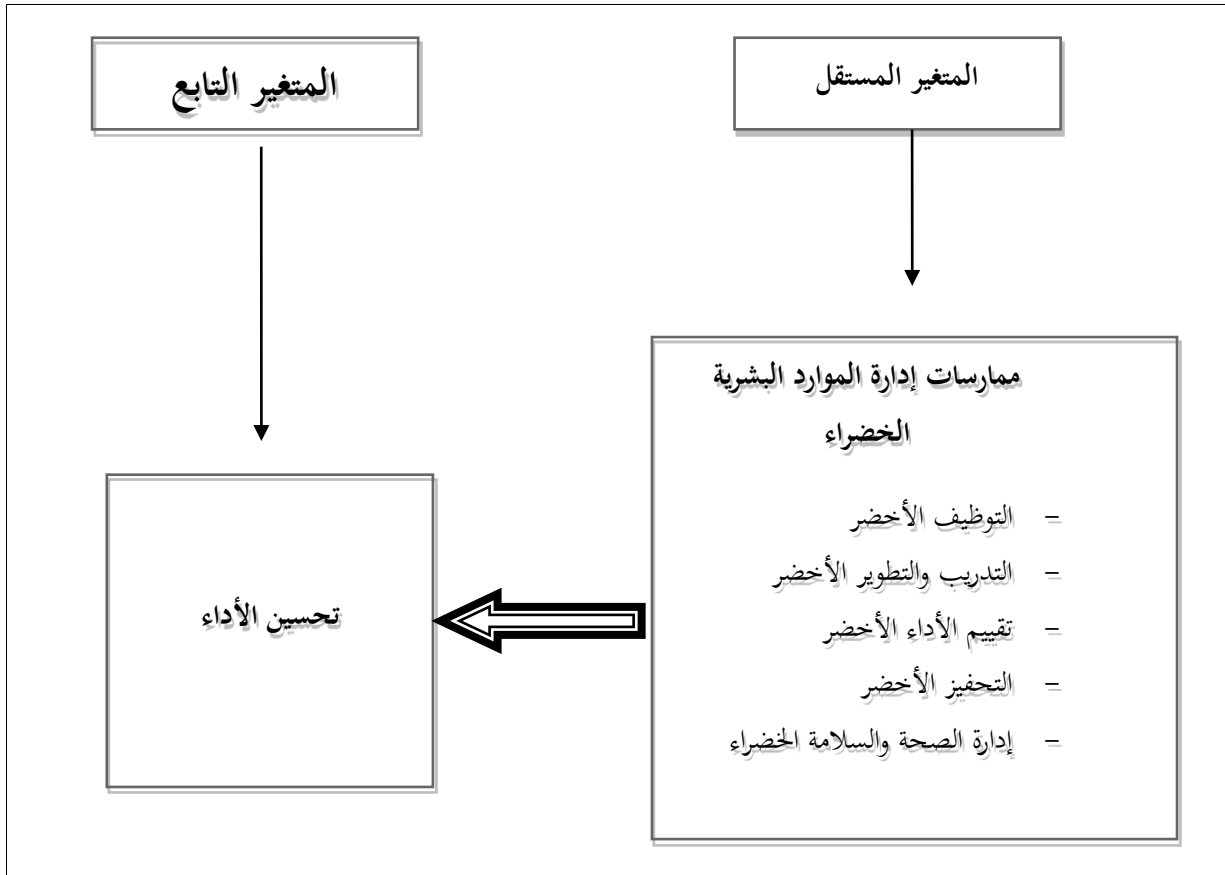 المتغير المستقل
المتغير التابع
ممارسات إدارة الموارد البشرية
الخضراء
– التوظيف الأخضر
– التدريب والتطوير الأخضر
– تقييم الأداء الأخضر
– التحفيز الأخضر
– إدارة الصحة والسلامة الخضراء
تحسين الأداء